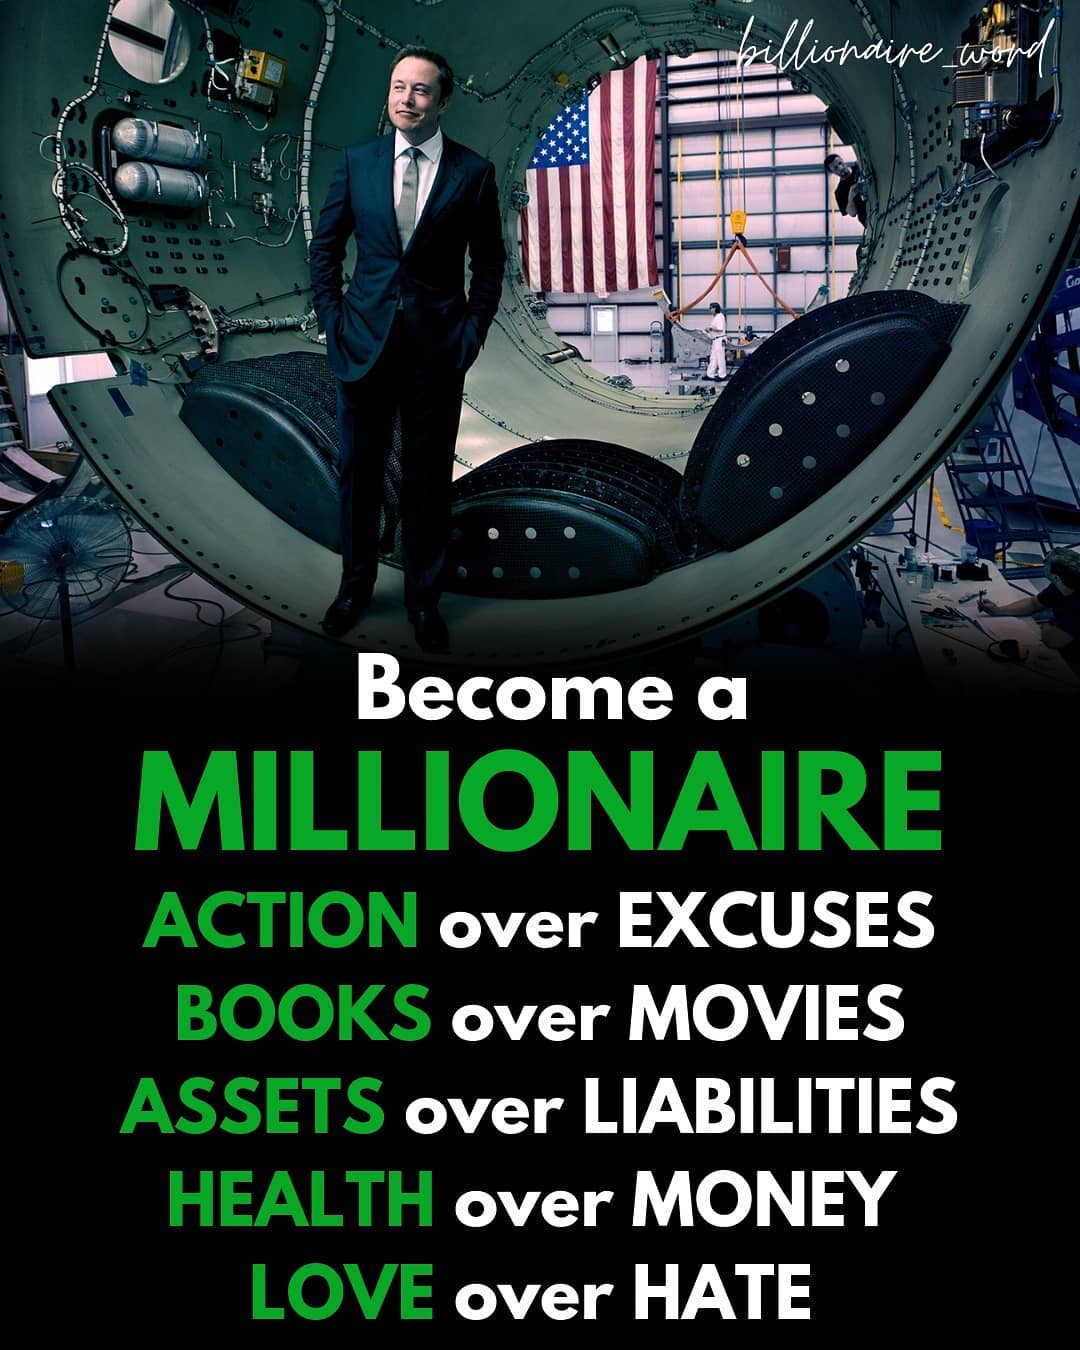 billionaire_word
Become a
MILLIONAIRE
ACTION over EXCUSES
BOOKS over MOVIES
ASSETS over LIABILITIES
HEALTH over MONEY
LOVE over HATE